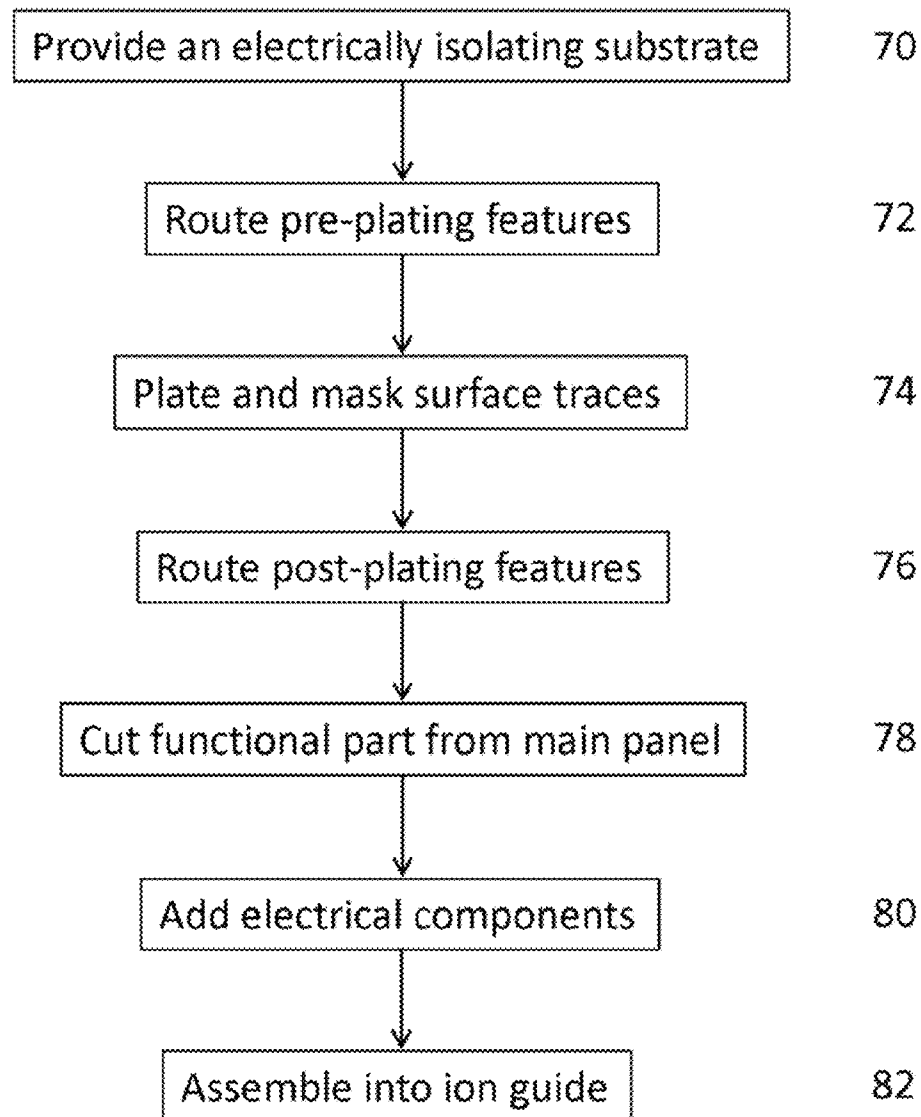 Provide an electrically isolating substrate 70
Route pre-plating features 72
Plate and mask surface traces 74
Route post-plating features 76
Cut functional part from main panel 78
Add electrical components 80
Assemble into ion guide 82